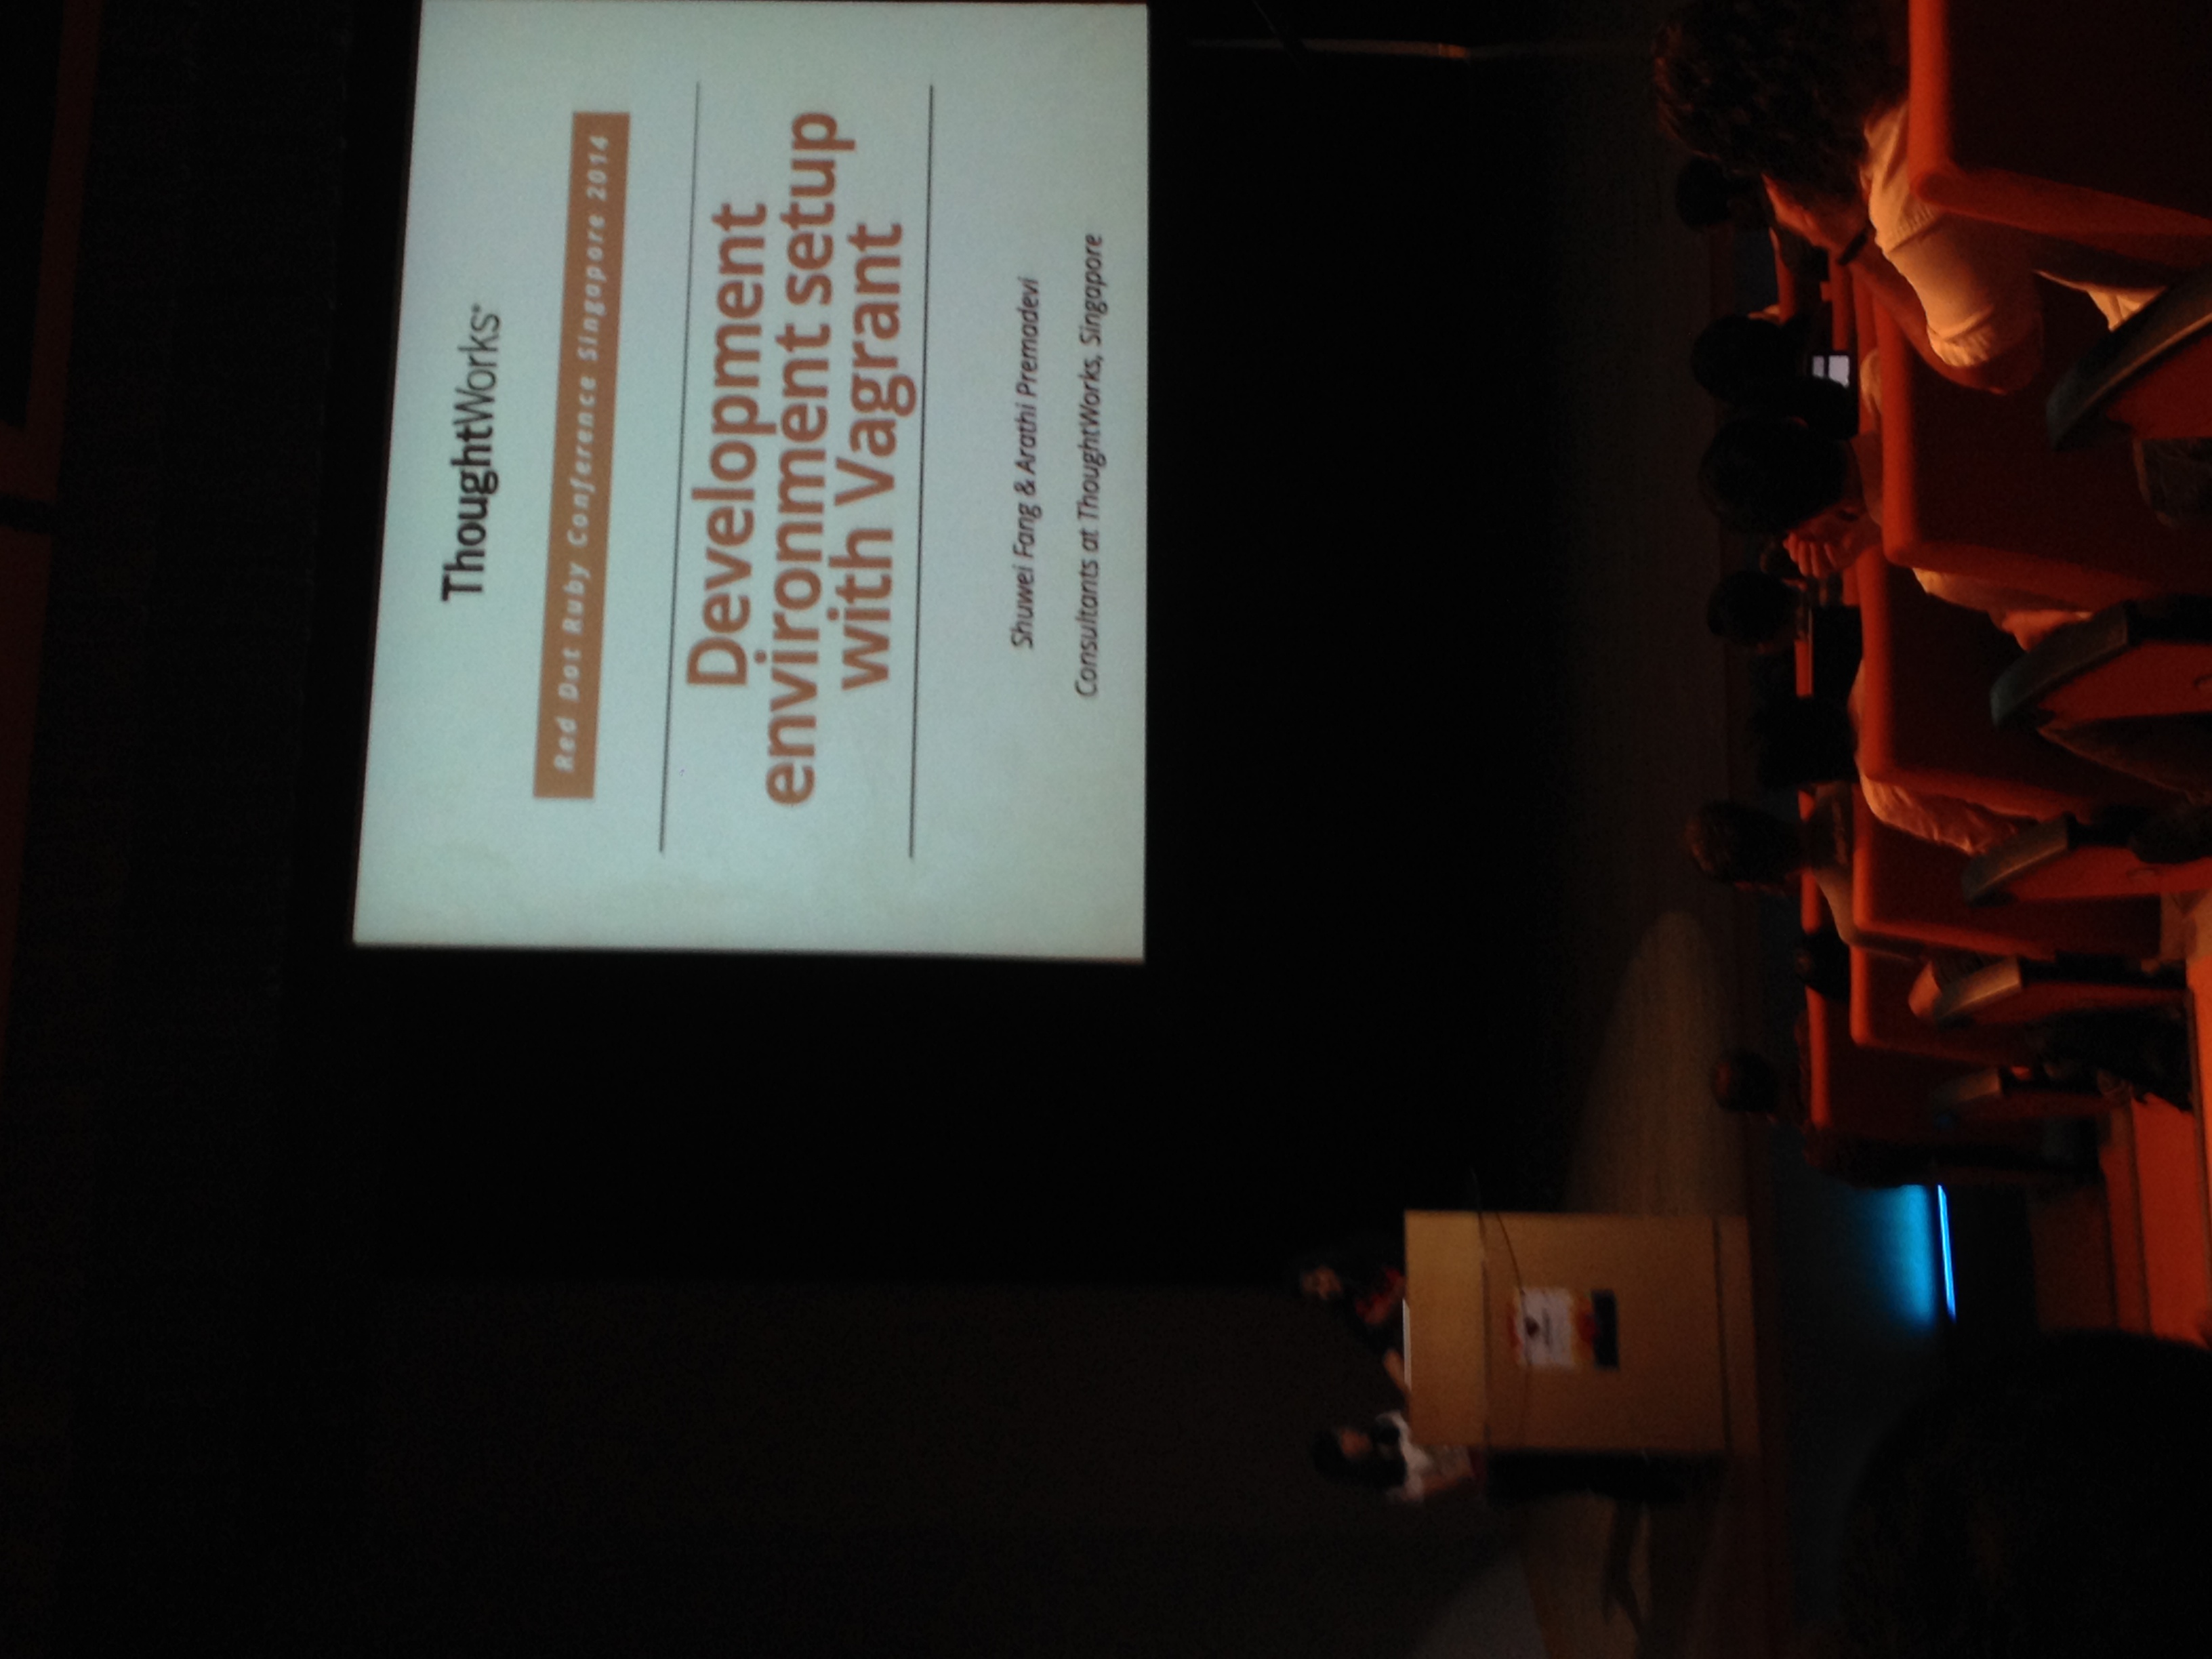 ThoughtWorks®
Red Dot Ruby Conference Singapore 2014
Development
environment setup
with Vagrant
Shuwei Fang & Arathi Premadevi
Consultants at ThoughtWorks, Singapore